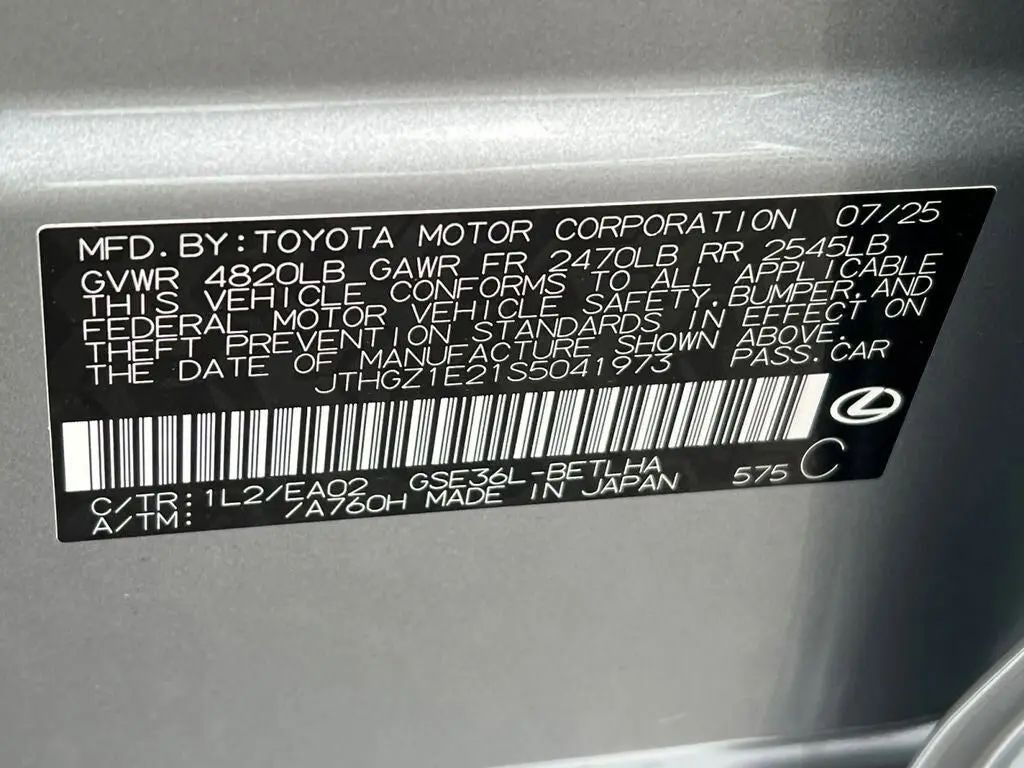 MFD. BY: TOYOTA MOTOR CORPORATION 07/25
GVWR 4820LB GAWR FR 2470LB RR 2545LB
THIS VEHICLE CONFORMS TO ALL APPLICABLE
FEDERAL MOTOR VEHICLE SAFETY, BUMPER, AND
THEFT PREVENTION STANDARDS IN EFFECT ON
THE DATE OF MANUFACTURE SHOWN ABOVE.
JTHGZ1E21S5041973 PASS. CAR
C/TR: 1L2/EA02 GSE36L-BETLHA 575 C
A/TM: /A760H MADE IN JAPAN